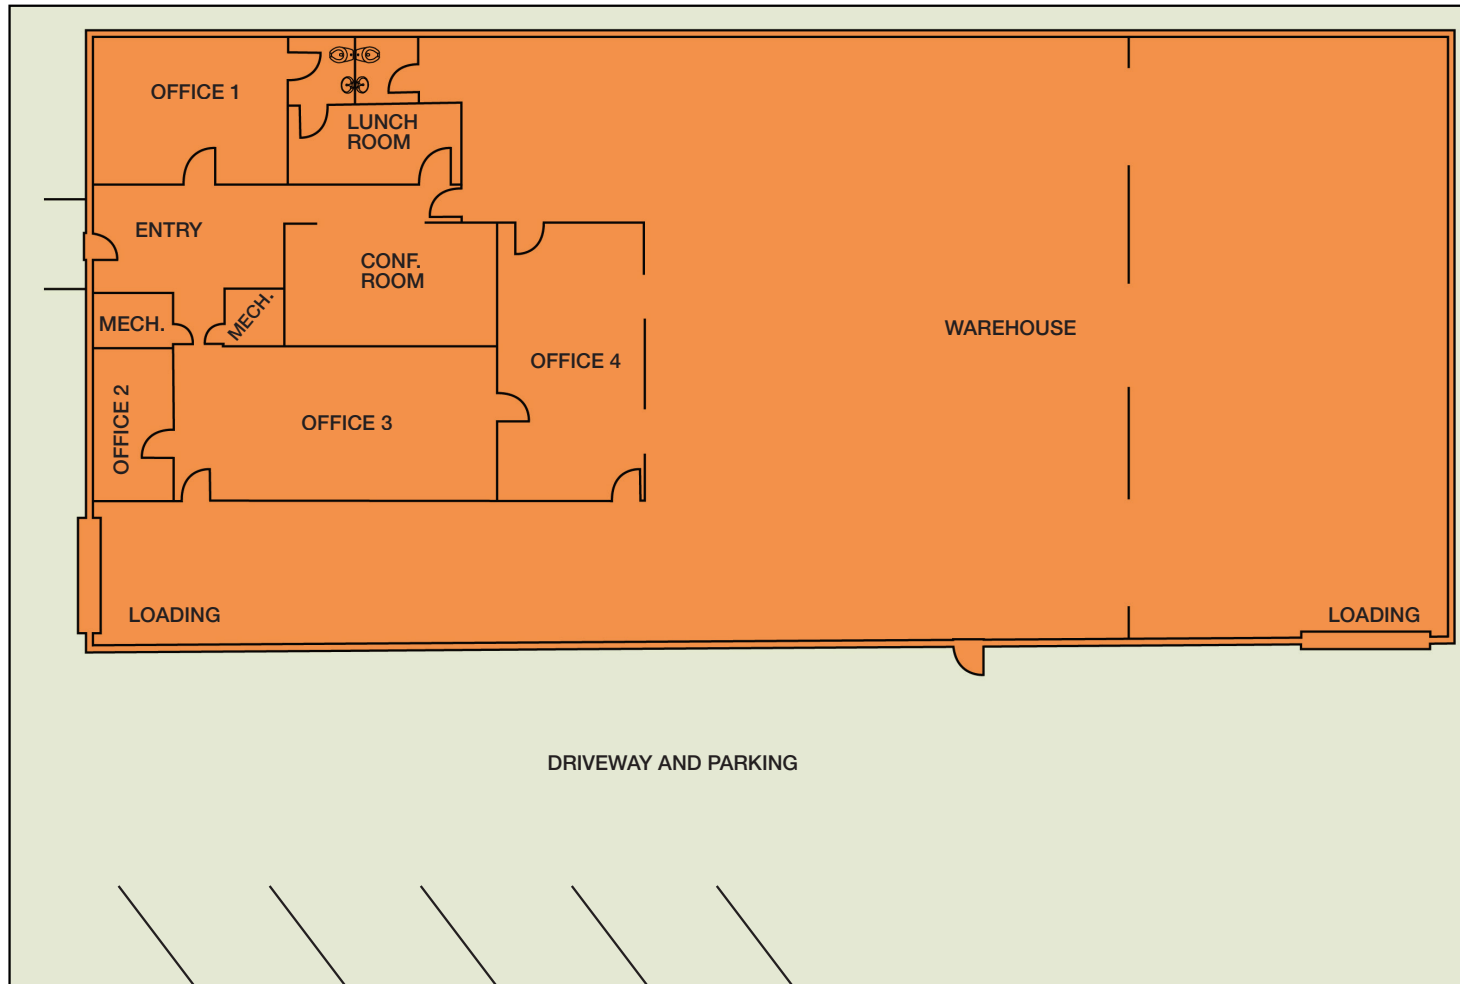 OFFICE 1
LUNCH
ROOM
ENTRY
CONF.
ROOM
MECH.
MECH.
WAREHOUSE
OFFICE 4
OFFICE 2
OFFICE 3
LOADING
LOADING
DRIVEWAY AND PARKING